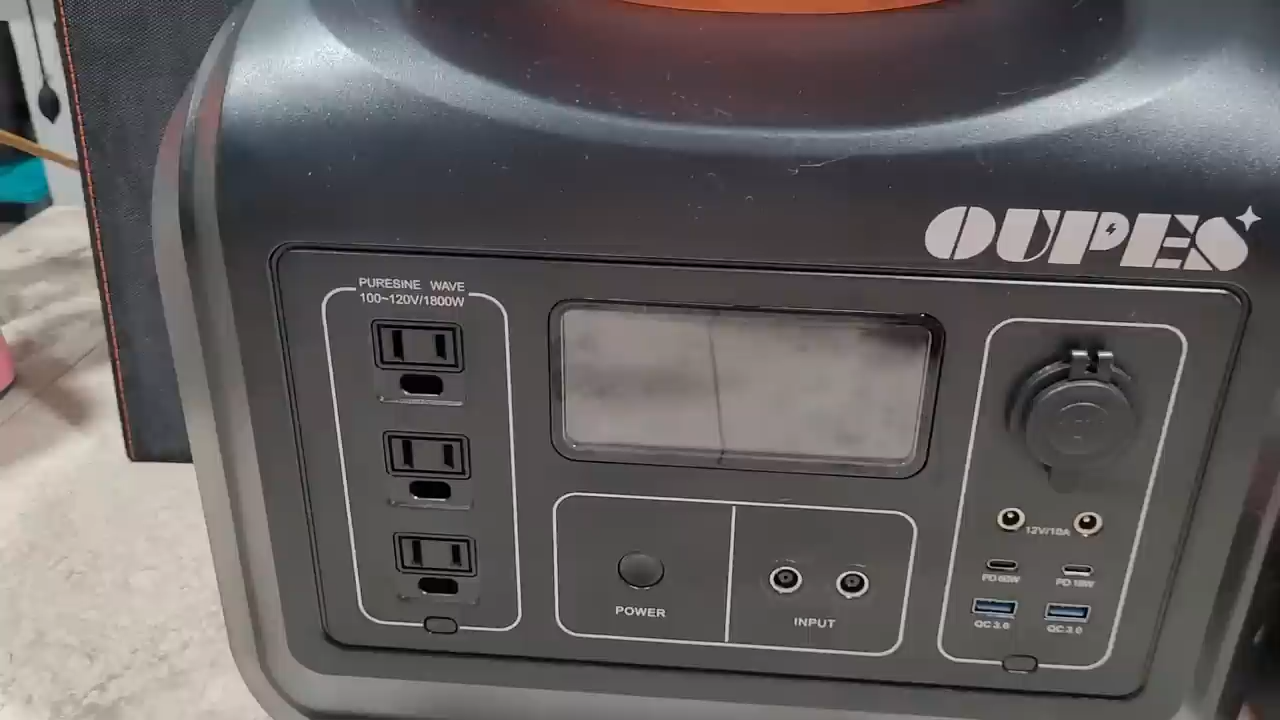 OUPES
PURESINE WAVE
100~120V/1800W
POWER
INPUT
12V/10A
PD 60W
PD 18W
QC 3.0
QC 3.0